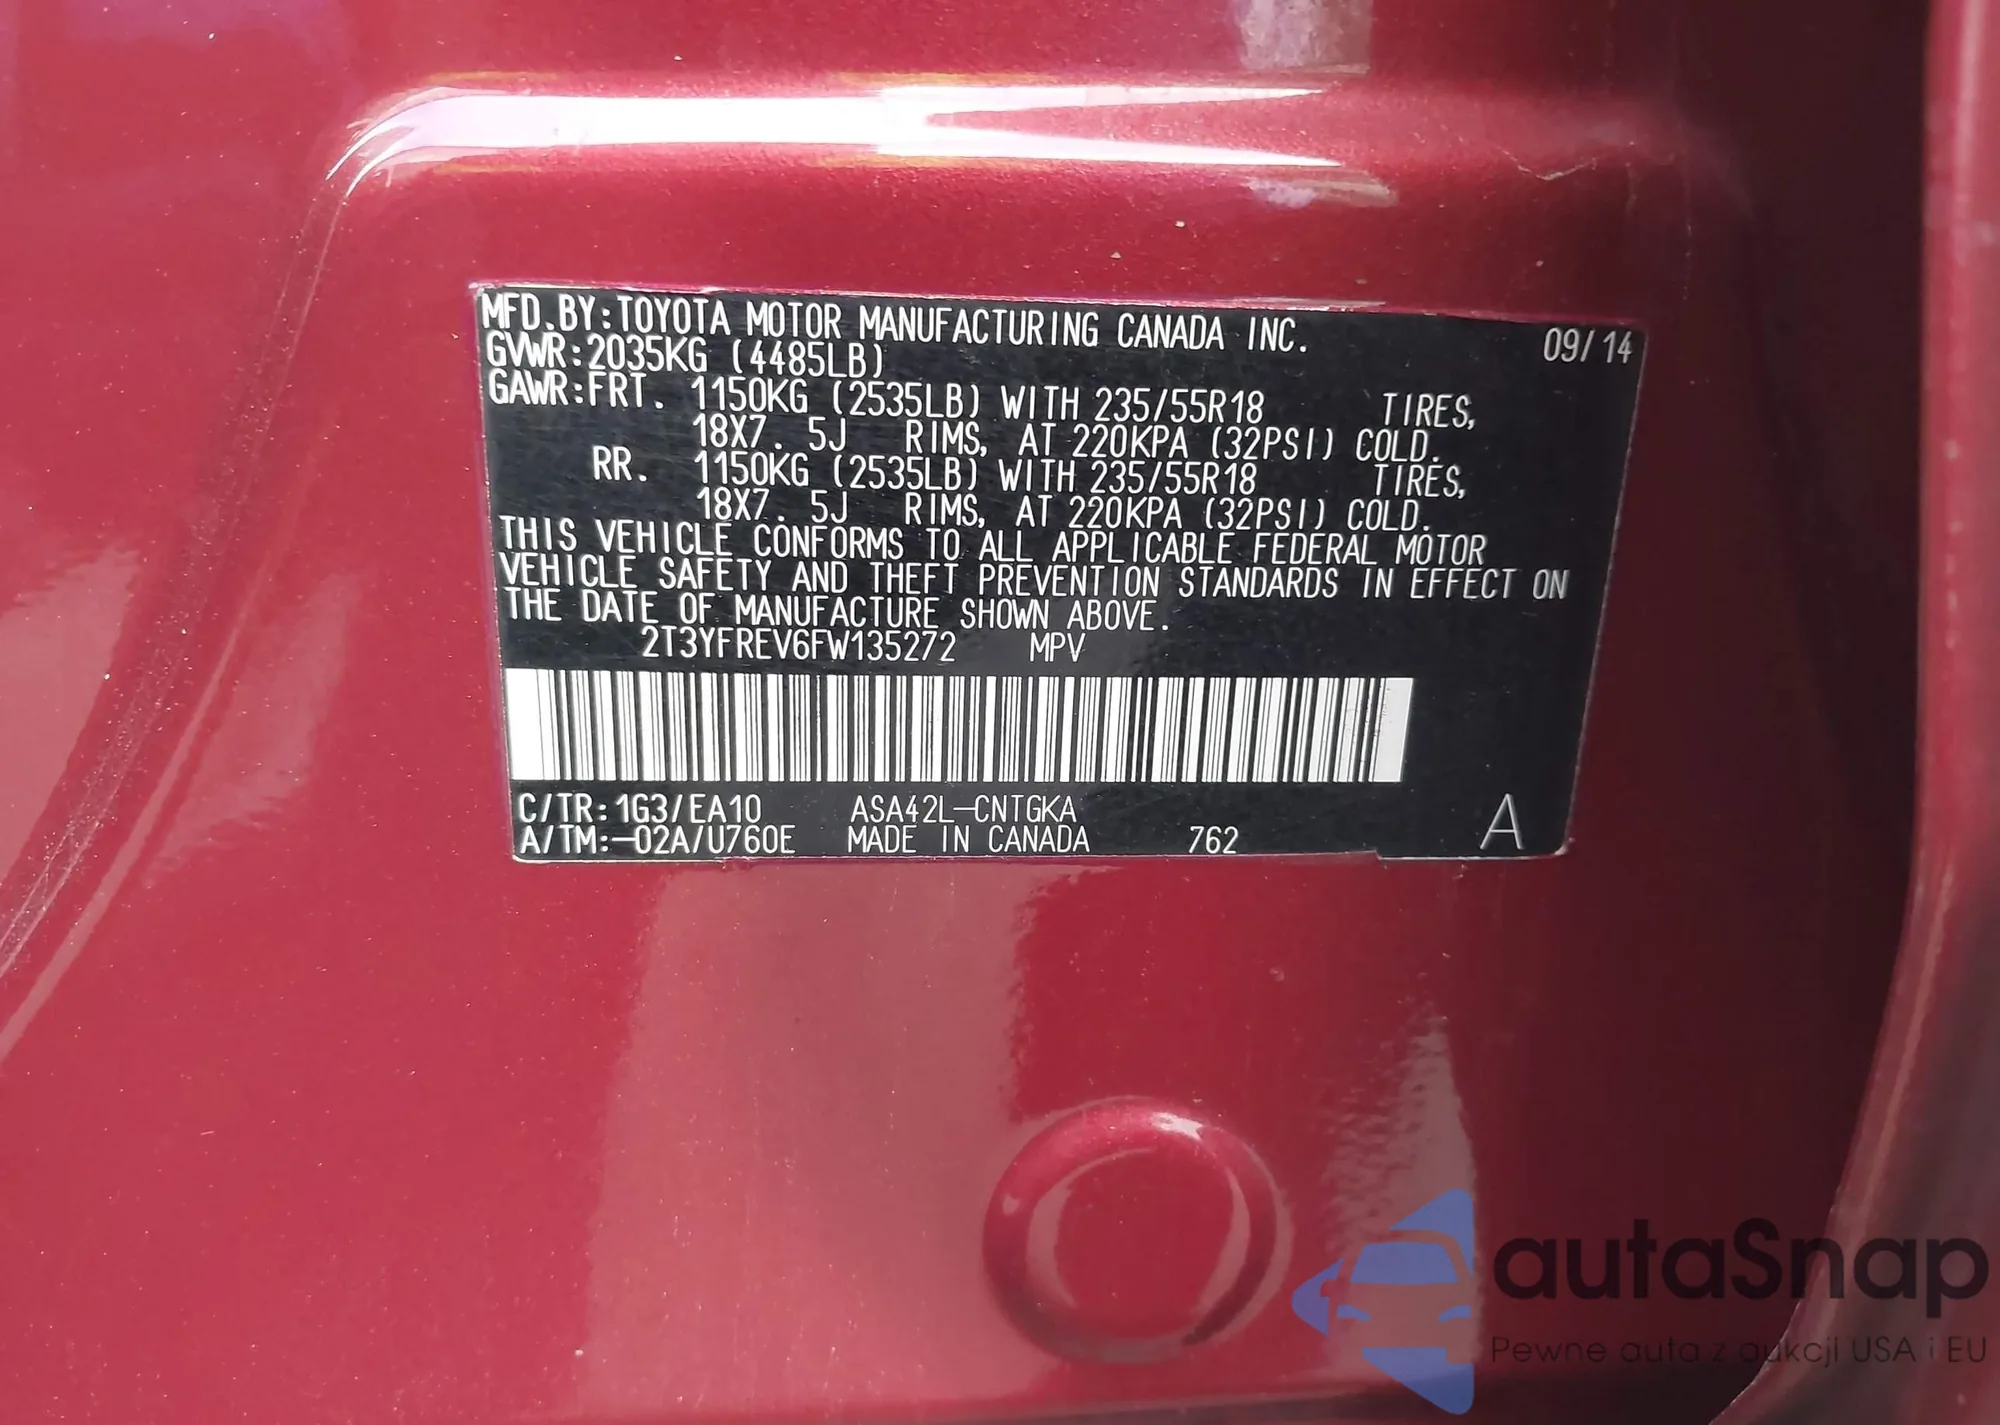 MFD.BY:TOYOTA MOTOR MANUFACTURING CANADA INC. 09/14
GVWR:2035KG (4485LB)
GAWR:FRT. 1150KG (2535LB) WITH 235/55R18 TIRES,
18X7. 5J RIMS, AT 220KPA (32PSI) COLD.
RR. 1150KG (2535LB) WITH 235/55R18 TIRES,
18X7. 5J RIMS, AT 220KPA (32PSI) COLD.
THIS VEHICLE CONFORMS TO ALL APPLICABLE FEDERAL MOTOR
VEHICLE SAFETY AND THEFT PREVENTION STANDARDS IN EFFECT ON
THE DATE OF MANUFACTURE SHOWN ABOVE.
2T3YFREV6FW135272 MPV
C/TR:1G3/EA10 ASA42L-CNTGKA
A/TM:-02A/U760E MADE IN CANADA 762 A
autaSnap
Pewne auta z aukcji USA i EU